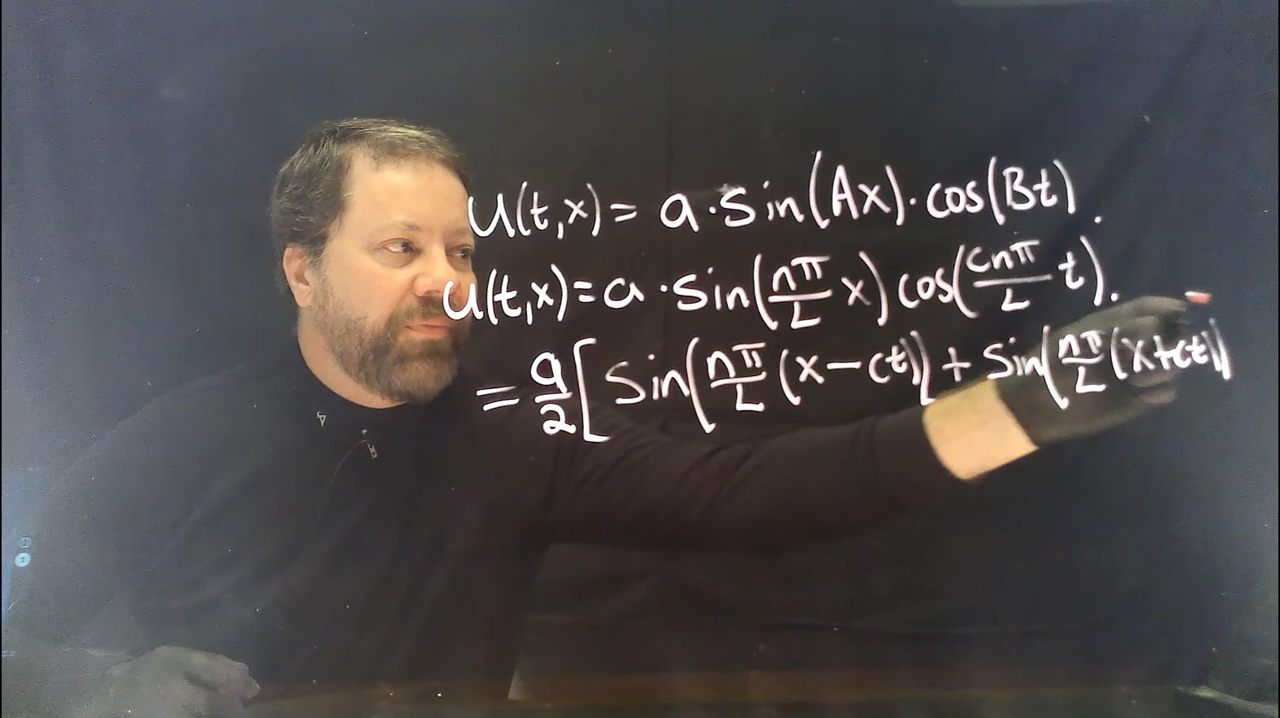 u(t,x) = a·sin(Ax)·cos(Bt).
u(t,x) = a·sin(nπ/L x) cos(cnπ/L t).
= a/2 [sin(nπ/L (x-ct)) + sin(nπ/L (x+ct))